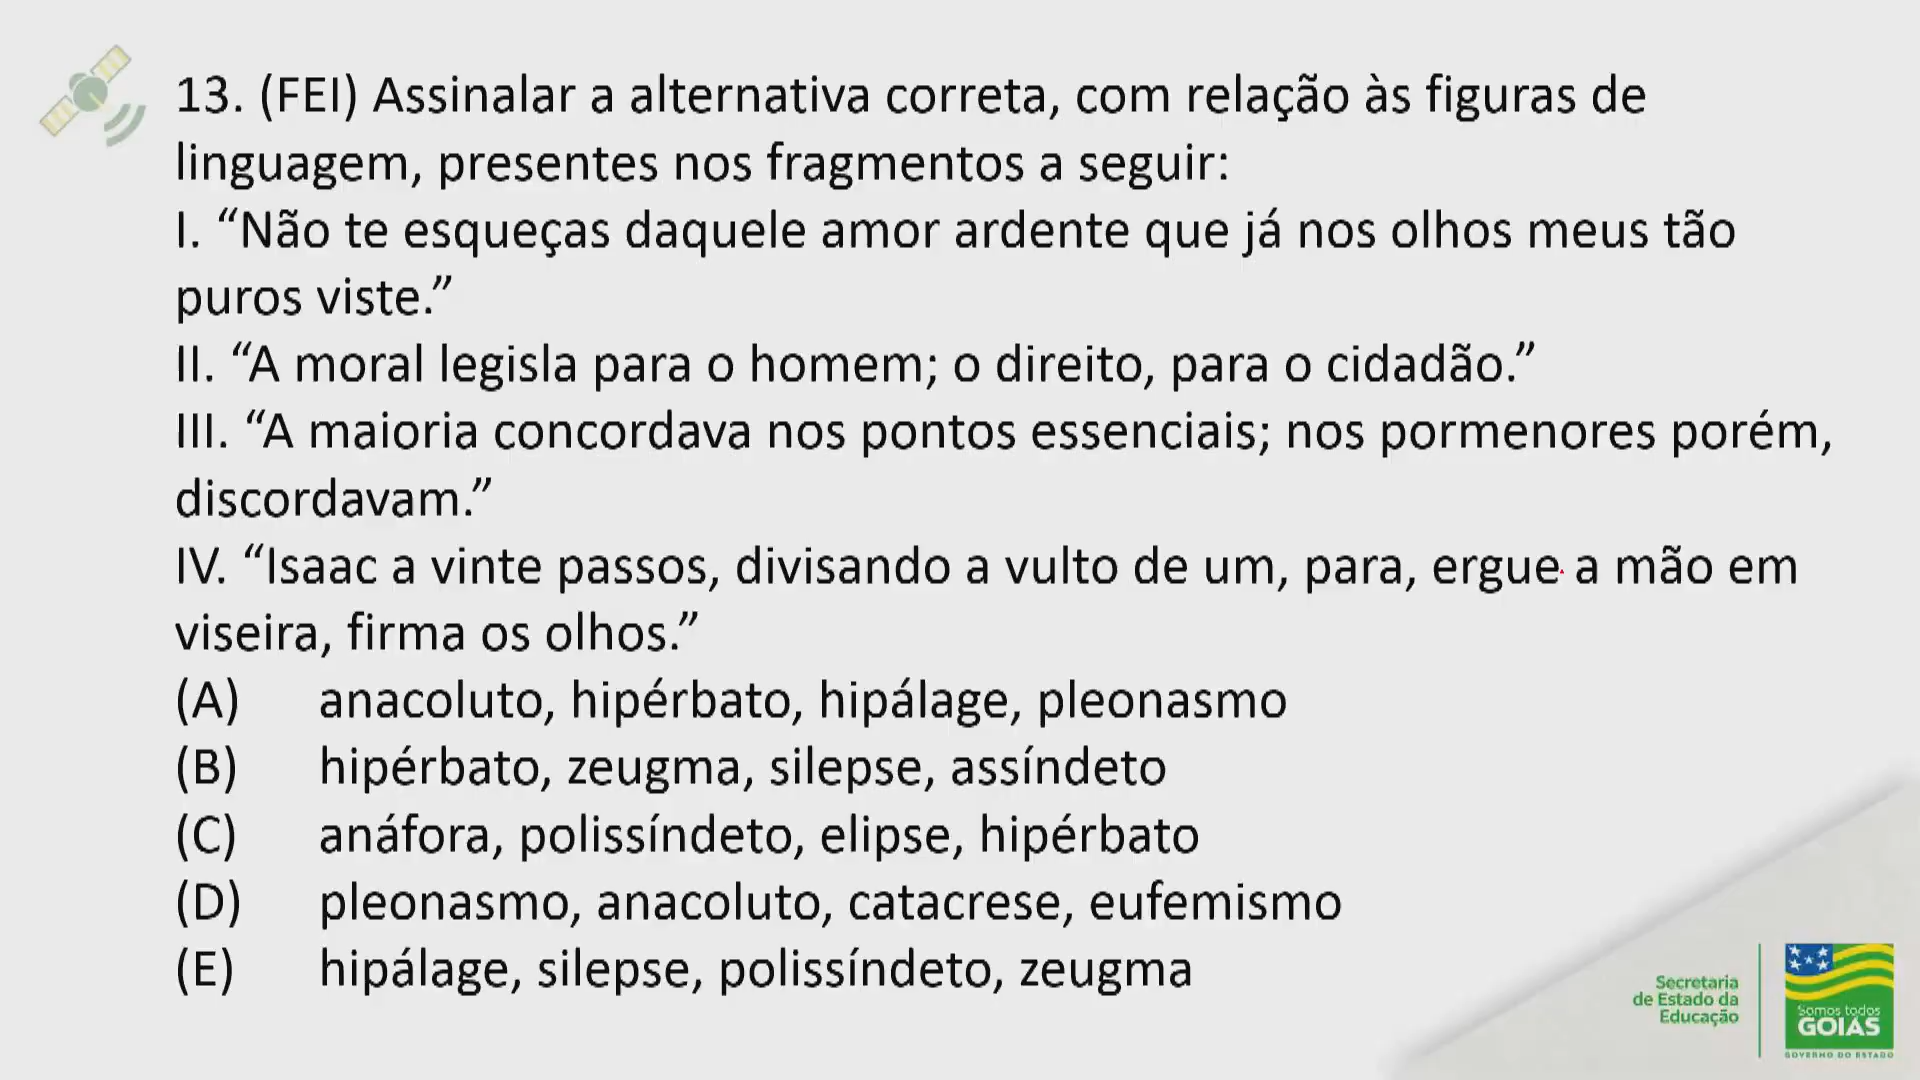 13. (FEI) Assinalar a alternativa correta, com relação às figuras de
linguagem, presentes nos fragmentos a seguir:
I. “Não te esqueças daquele amor ardente que já nos olhos meus tão
puros viste.”
II. “A moral legisla para o homem; o direito, para o cidadão.”
III. “A maioria concordava nos pontos essenciais; nos pormenores porém,
discordavam.”
IV. “Isaac a vinte passos, divisando a vulto de um, para, ergue a mão em
viseira, firma os olhos.”
(A) anacoluto, hipérbato, hipálage, pleonasmo
(B) hipérbato, zeugma, silepse, assíndeto
(C) anáfora, polissíndeto, elipse, hipérbato
(D) pleonasmo, anacoluto, catacrese, eufemismo
(E) hipálage, silepse, polissíndeto, zeugma
Secretaria
de Estado da
Educação
Somos todos
GOIÁS
GOVERNO DO ESTADO